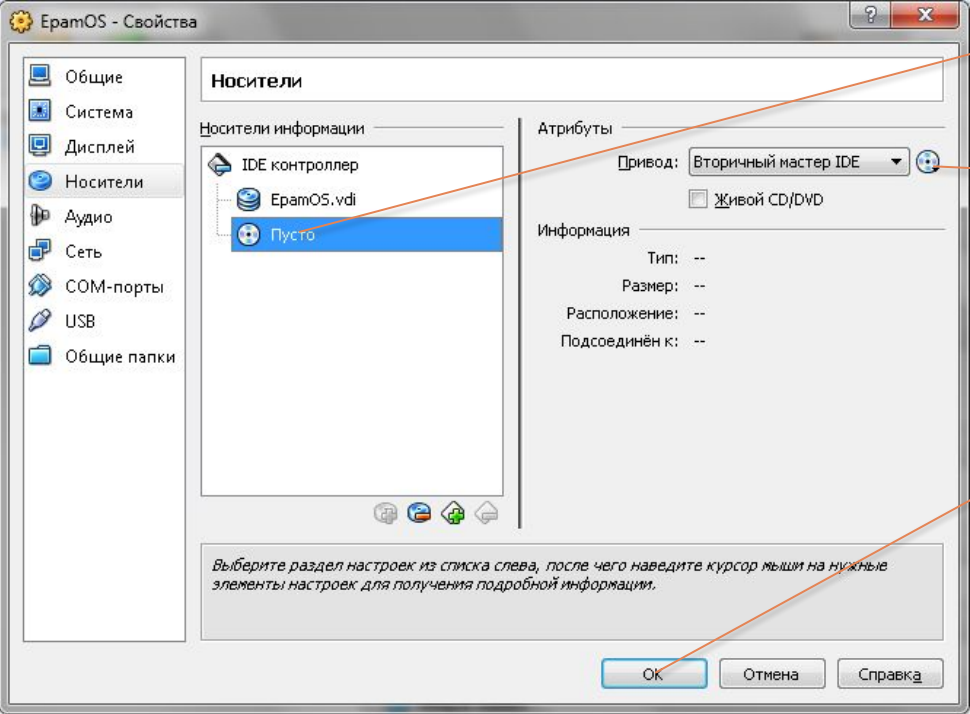 EpamOS - Свойства
Общие
Система
Дисплей
Носители
Аудио
Сеть
COM-порты
USB
Общие папки
Носители
Носители информации
IDE контроллер
EpamOS.vdi
Пусто
Атрибуты
Привод: Вторичный мастер IDE
Живой CD/DVD
Информация
Тип: --
Размер: --
Расположение: --
Подсоединён к: --
Выберите раздел настроек из списка слева, после чего наведите курсор мыши на нужные
элементы настроек для получения подробной информации.
OK Отмена Справка